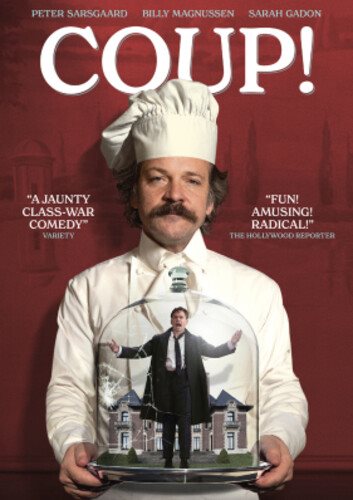 PETER SARSGAARD BILLY MAGNUSSEN SARAH GADON
COUP!
“A JAUNTY
CLASS-WAR
COMEDY”
VARIETY
“FUN!
AMUSING!
RADICAL!”
THE HOLLYWOOD REPORTER